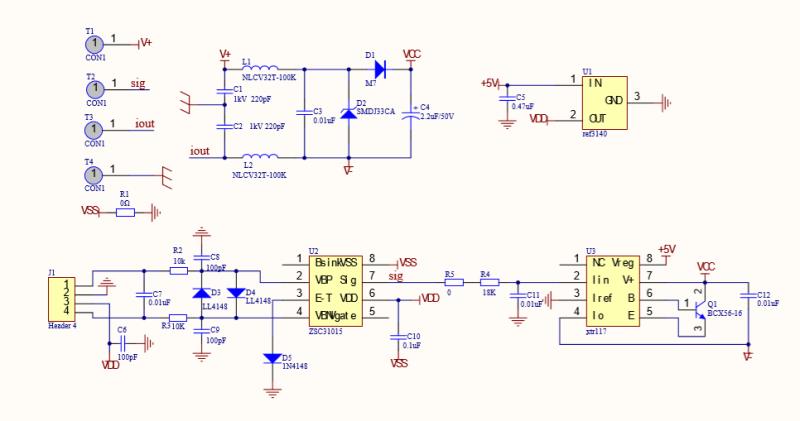 T1
1
V+
CON1
T2
1
sig
CON1
T3
1
iout
CON1
T4
1
CON1
R1
0Ω
VSS
V+
L1
NLCV32T-100K
C1
1kV 220pF
C2 1kV 220pF
C3
0.01uF
D1
M7
VCC
D2
SMDJ33CA
C4
2.2uF/50V
iout
L2
NLCV32T-100K
V-
U1
+5V
1 IN
GND 3
C5
0.47uF
VDD
2 OUT
ref3140
J1
1
2
3
4
Header 4
R2
10k
C8
100pF
C7
0.01uF
D3
LL4148
D4
LL4148
R3 10K
C9
100pF
C6
100pF
VDD
U2
1 Bsink VSS 8 VSS
2 VBP Sig 7 sig
3 E-T VDD 6 VDD
4 VBN Vgate 5
ZSC31015
D5
1N4148
C10
0.1uF
VSS
R5
0
R4
18K
C11
0.01uF
U3
1 NC Vreg 8 +5V
2 Iin V+ 7
3 Iref B 6
4 Io E 5
xtr117
VCC
2
1
3
Q1
BCX56-16
C12
0.01uF
V-